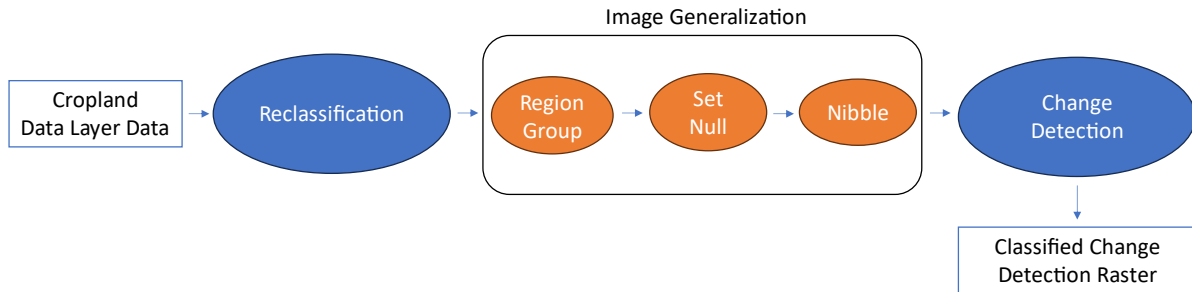 Image Generalization
Cropland
Data Layer Data
Reclassification
Region
Group
Set
Null
Nibble
Change
Detection
Classified Change
Detection Raster